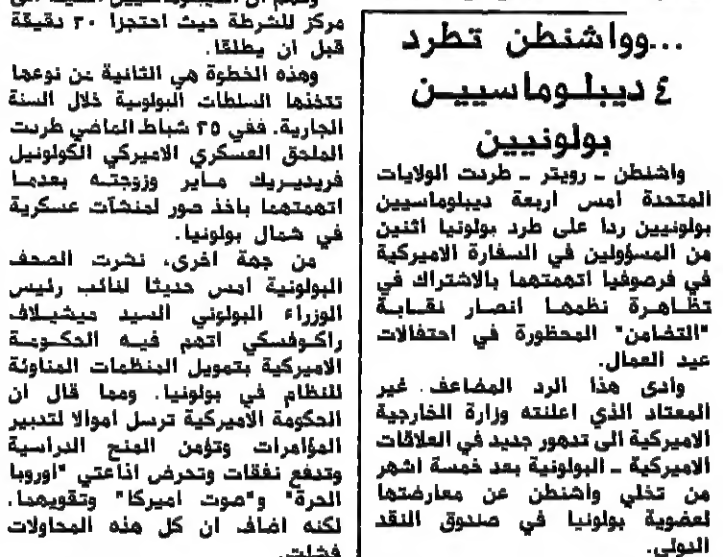 ...وواشنطن تطرد
٤ ديبلوماسيين
بولونيين
واشنطن ـ رويتر ـ طردت الولايات
المتحدة امس اربعة ديبلوماسيين
بولونيين ردا على طرد بولونيا اثنين
من المسؤولين في السفارة الاميركية
في فرصوفيا اتهمتهما بالاشتراك في
تظاهرة نظمها انصار نقابة
"التضامن" المحظورة في احتفالات
عيد العمال.
وادى هذا الرد المضاعف غير
المعتاد الذي اعلنته وزارة الخارجية
الاميركية الى تدهور جديد في العلاقات
الاميركية ـ البولونية بعد خمسة اشهر
من تخلي واشنطن عن معارضتها
لعضوية بولونيا في صندوق النقد
الدولي.
مركز للشرطة حيث احتجزا ٣٠ دقيقة
قبل ان يطلقا.
وهذه الخطوة هي الثانية من نوعها
تتخذها السلطات البولونية خلال السنة
الجارية. ففي ٢٥ شباط الماضي طردت
الملحق العسكري الاميركي الكولونيل
فريديريك ماير وزوجته بعدما
اتهمتهما باخذ صور لمنشآت عسكرية
في شمال بولونيا.
من جهة اخرى، نشرت الصحف
البولونية امس حديثا لنائب رئيس
الوزراء البولوني السيد ميشيلاف
راكوفسكي اتهم فيه الحكومة
الاميركية بتمويل المنظمات المناوئة
للنظام في بولونيا. ومما قال ان
الحكومة الاميركية ترسل اموالا لتدبير
المؤامرات وتؤمن المنح الدراسية
وتدفع نفقات وتحرض اذاعتي "اوروبا
الحرة" و"صوت اميركا" وتقويهما.
لكنه اضاف ان كل هذه المحاولات
فشلت.